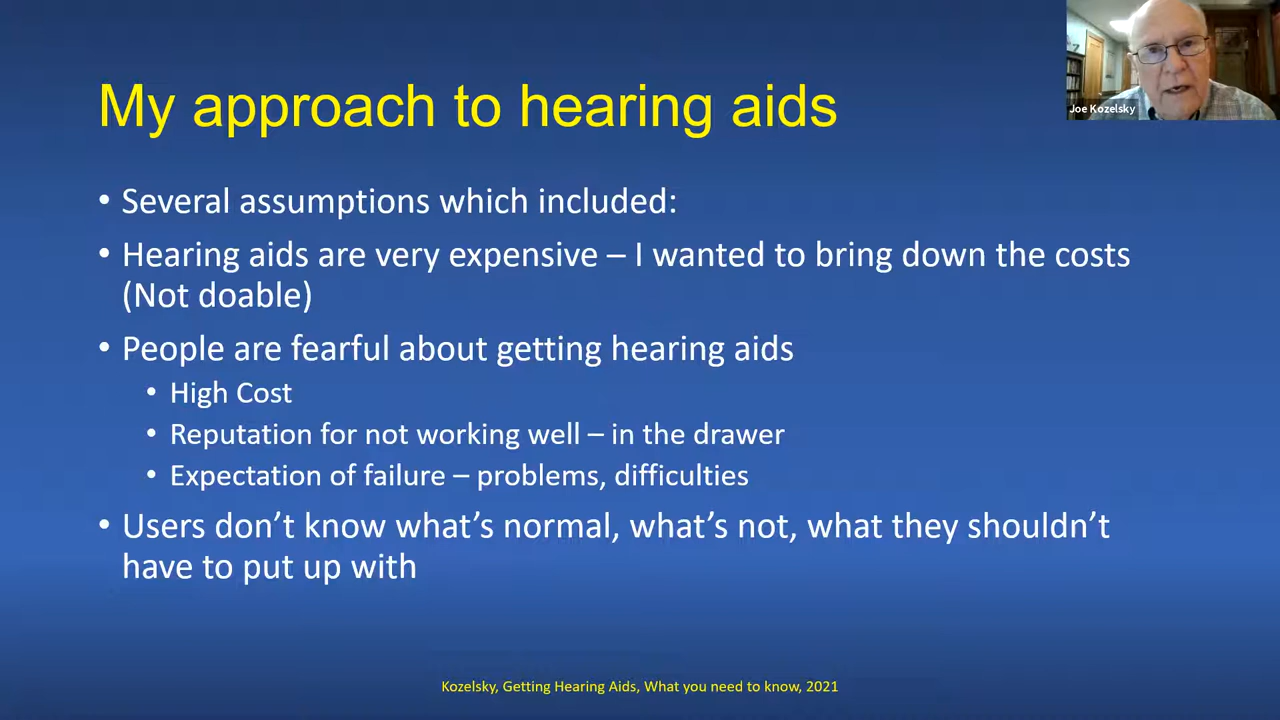 My approach to hearing aids
Joe Kozelsky
• Several assumptions which included:
• Hearing aids are very expensive – I wanted to bring down the costs
(Not doable)
• People are fearful about getting hearing aids
• High Cost
• Reputation for not working well – in the drawer
• Expectation of failure – problems, difficulties
• Users don’t know what’s normal, what’s not, what they shouldn’t
have to put up with
Kozelsky, Getting Hearing Aids, What you need to know, 2021